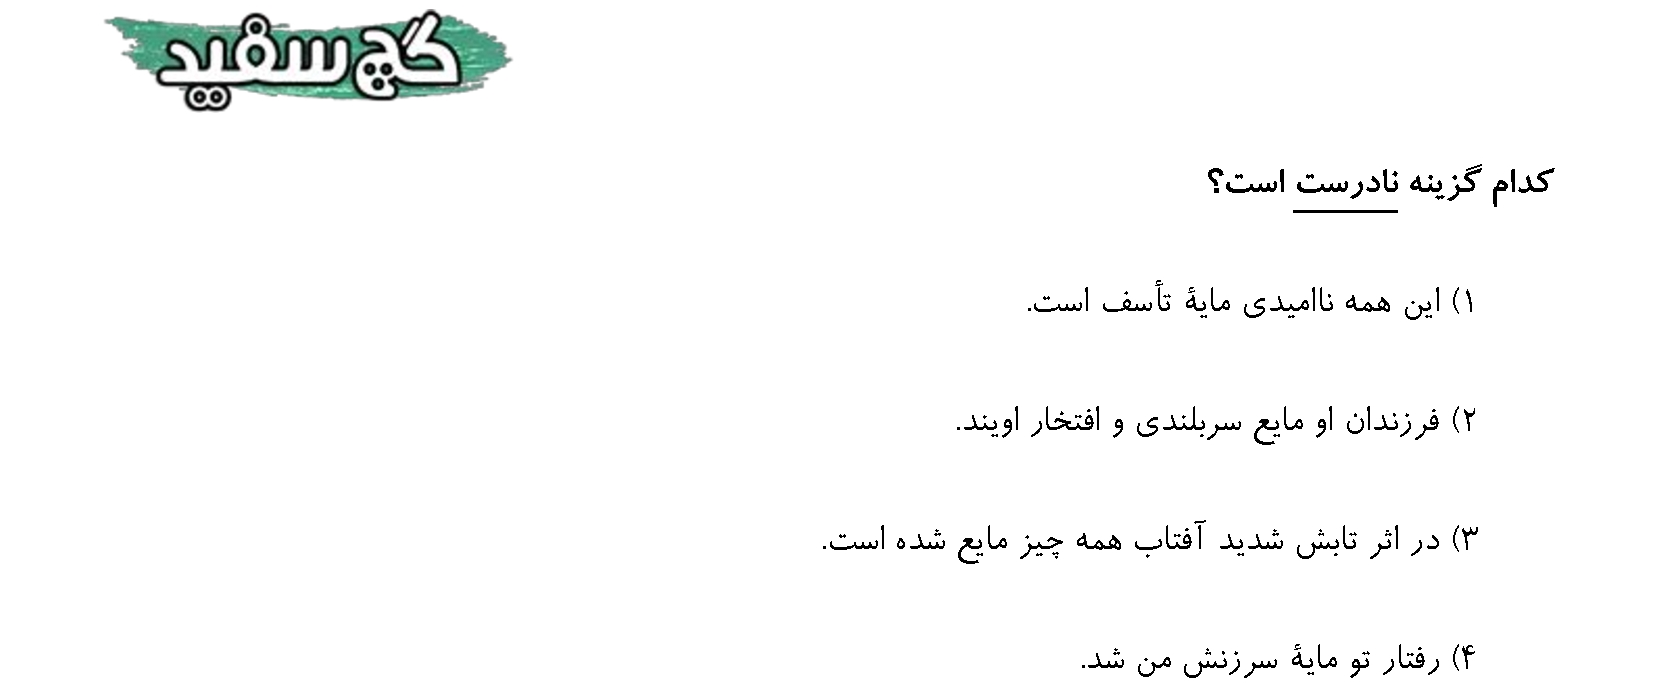 گچ سفید
کدام گزینه نادرست است؟
۱) این همه ناامیدی مایهٔ تأسف است.
۲) فرزندان او مایع سربلندی و افتخار اویند.
۳) در اثر تابش شدید آفتاب همه چیز مایع شده است.
۴) رفتار تو مایهٔ سرزنش من شد.